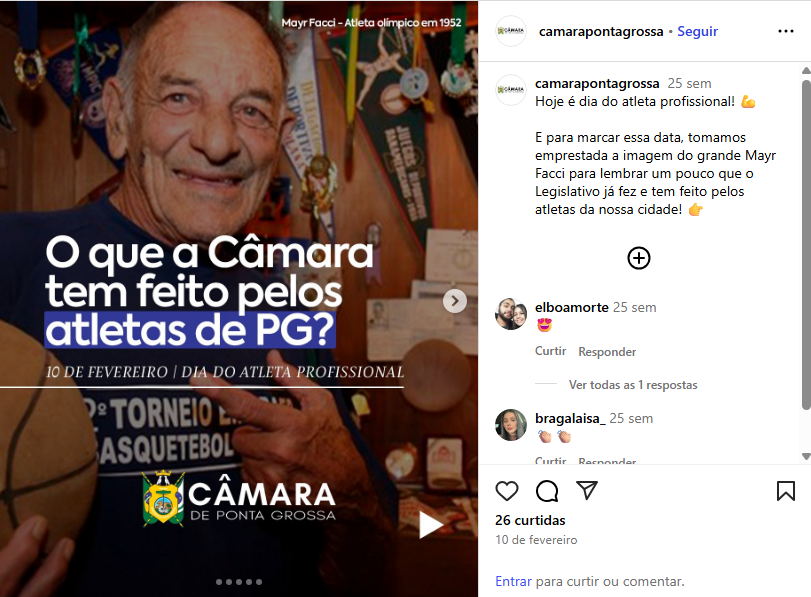 Mayr Facci - Atleta olímpico em 1952
O que a Câmara
tem feito pelos
atletas de PG?
10 DE FEVEREIRO | DIA DO ATLETA PROFISSIONAL
2º TORNEIO
BASQUETEBOL
CÂMARA
DE PONTA GROSSA
camarapontagrossa • Seguir
camarapontagrossa 25 sem
Hoje é dia do atleta profissional! 💪
E para marcar essa data, tomamos
emprestada a imagem do grande Mayr
Facci para lembrar um pouco que o
Legislativo já fez e tem feito pelos
atletas da nossa cidade! 👉
elboamorte 25 sem
😍
Curtir Responder
Ver todas as 1 respostas
bragalaisa_ 25 sem
👏🏻👏🏻
Curtir Responder
26 curtidas
10 de fevereiro
Entrar para curtir ou comentar.